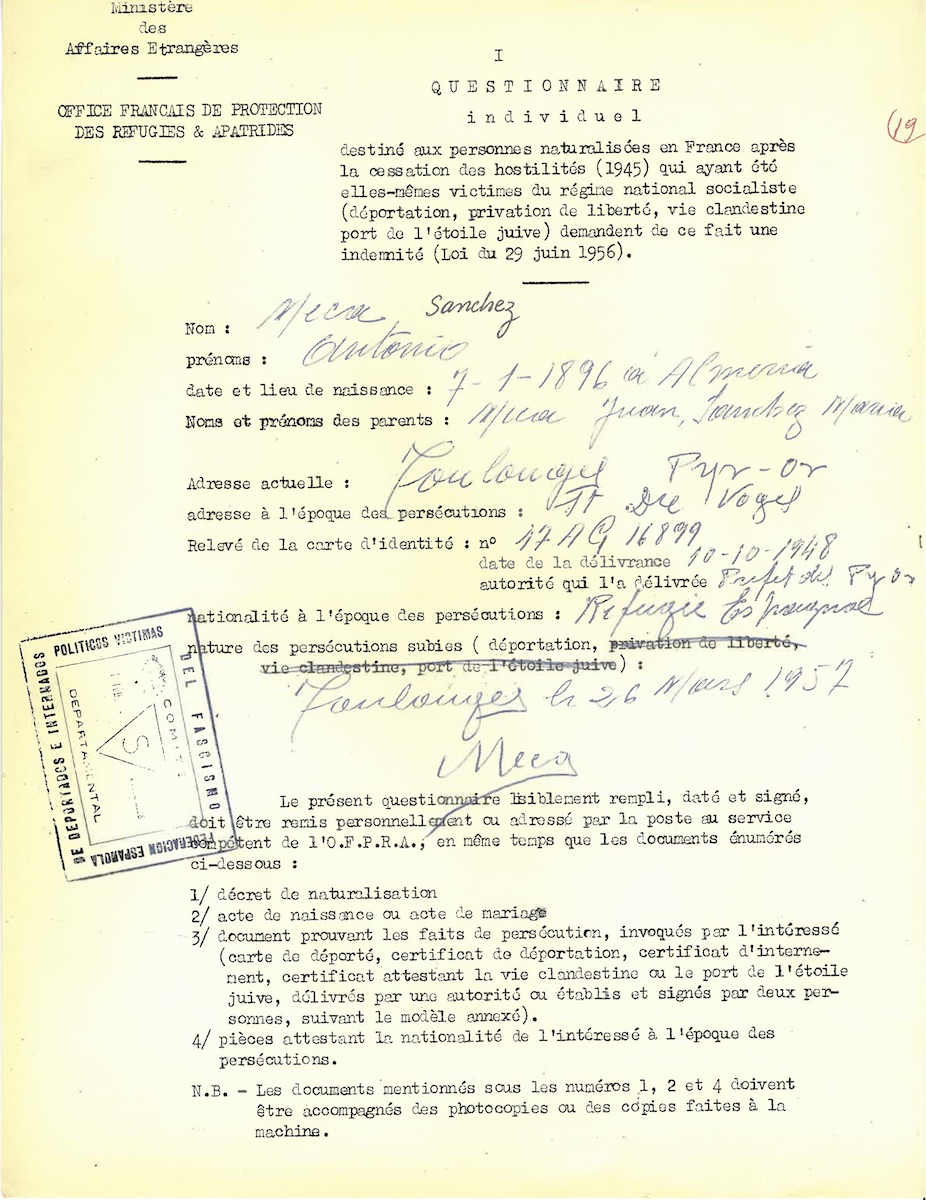 Ministère
des
Affaires Etrangères
OFFICE FRANCAIS DE PROTECTION
DES REFUGIES & APATRIDES
I
QUESTIONNAIRE
individuel
19
destiné aux personnes naturalisées en France après
la cessation des hostilités (1945) qui ayant été
elles-mêmes victimes du régime national socialiste
(déportation, privation de liberté, vie clandestine
port de l'étoile juive) demandent de ce fait une
indemnité (Loi du 29 juin 1956).
Nom : Meca Sanchez
prénoms : Antonio
date et lieu de naissance : 7-1-1896 à Almeria
Noms et prénoms des parents : Meca Juan, Sanchez Maria
Adresse actuelle : Toulouges Pyr-Or
adresse à l'époque des persécutions : St Die Vogel
Relevé de la carte d'identité : n° 17 AG 16899
date de la délivrance 10-10-1948
autorité qui l'a délivrée Prefet des Pyr Or
nationalité à l'époque des persécutions : Refugie Espagnol
nature des persécutions subies ( déportation, privation de liberté,
vie clandestine, port de l'étoile juive) :
Toulouges le 26 Mars 1957
Meca
DE DEPORTADOS E INTERNADOS
POLITICOS VICTIMAS
DEL FASCISMO
FEDERACION ESPAÑOLA
COMITE
DEPARTAMENTAL
S
Le présent questionnaire lisiblement rempli, daté et signé,
doit être remis personnellement ou adressé par la poste au service
compétent de l'O.F.P.R.A., en même temps que les documents énumérés
ci-dessous :
1/ décret de naturalisation
2/ acte de naissance ou acte de mariage
3/ document prouvant les faits de persécution, invoqués par l'intéressé
(carte de déporté, certificat de déportation, certificat d'interne-
ment, certificat attestant la vie clandestine ou le port de l'étoile
juive, délivrés par une autorité ou établis et signés par deux per-
sonnes, suivant le modèle annexé).
4/ pièces attestant la nationalité de l'intéressé à l'époque des
persécutions.
N.B. - Les documents mentionnés sous les numéros 1, 2 et 4 doivent
être accompagnés des photocopies ou des copies faites à la
machine.